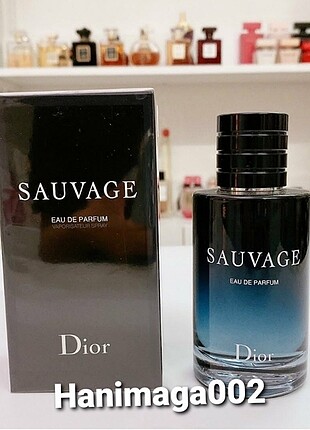 SAUVAGE
EAU DE PARFUM
VAPORISATEUR SPRAY
Dior
SAUVAGE
EAU DE PARFUM
Dior
Hanimaga002